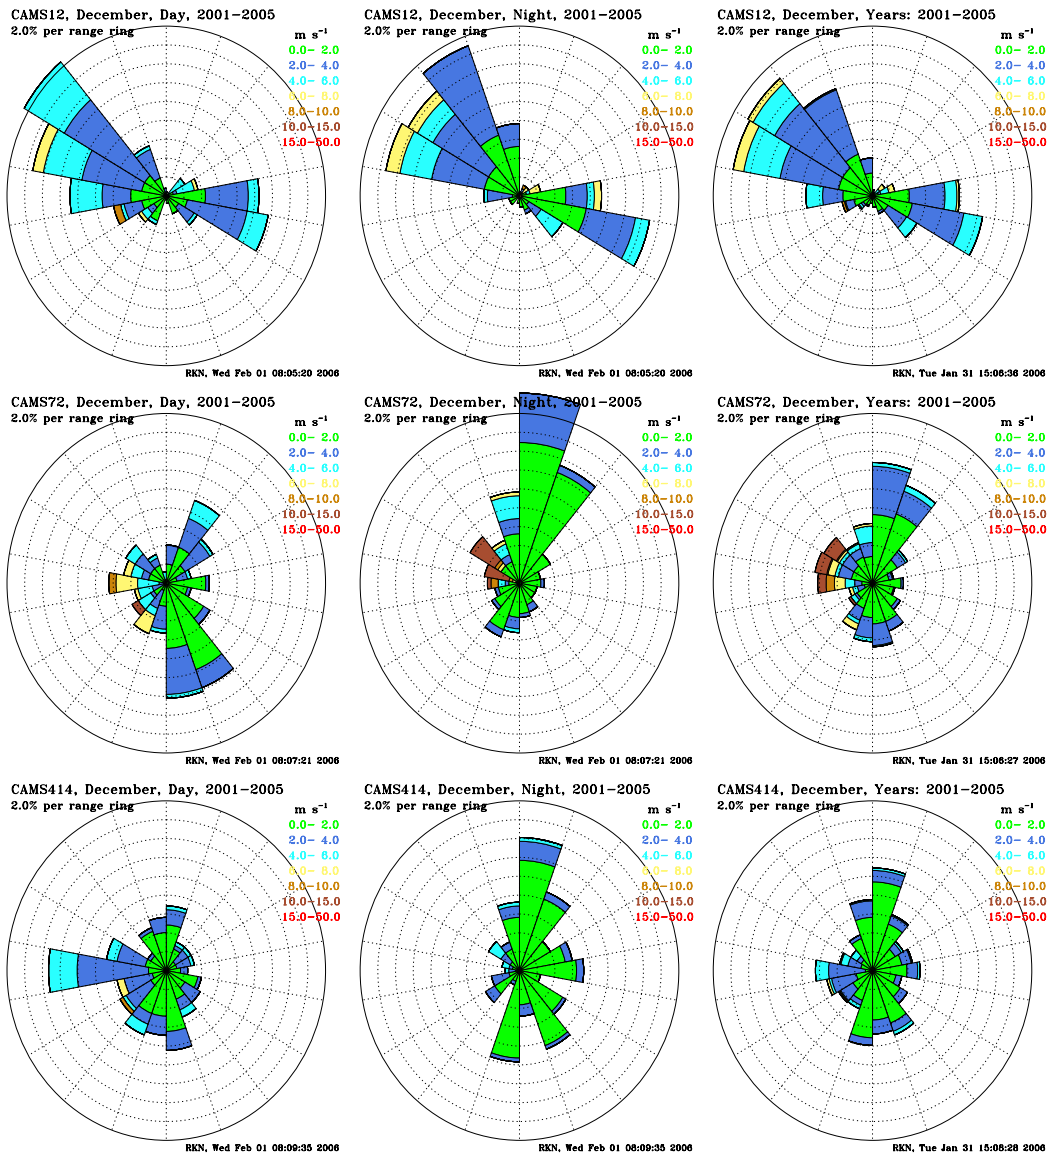 CAMS12, December, Day, 2001-2005
2.0% per range ring
m s⁻¹
0.0- 2.0
2.0- 4.0
4.0- 6.0
6.0- 8.0
8.0-10.0
10.0-15.0
15.0-50.0
RKN, Wed Feb 01 08:05:20 2006
CAMS12, December, Night, 2001-2005
2.0% per range ring
m s⁻¹
0.0- 2.0
2.0- 4.0
4.0- 6.0
6.0- 8.0
8.0-10.0
10.0-15.0
15.0-50.0
RKN, Wed Feb 01 08:05:20 2006
CAMS12, December, Years: 2001-2005
2.0% per range ring
m s⁻¹
0.0- 2.0
2.0- 4.0
4.0- 6.0
6.0- 8.0
8.0-10.0
10.0-15.0
15.0-50.0
RKN, Tue Jan 31 15:06:36 2006
CAMS72, December, Day, 2001-2005
2.0% per range ring
m s⁻¹
0.0- 2.0
2.0- 4.0
4.0- 6.0
6.0- 8.0
8.0-10.0
10.0-15.0
15.0-50.0
RKN, Wed Feb 01 08:07:21 2006
CAMS72, December, Night, 2001-2005
2.0% per range ring
m s⁻¹
0.0- 2.0
2.0- 4.0
4.0- 6.0
6.0- 8.0
8.0-10.0
10.0-15.0
15.0-50.0
RKN, Wed Feb 01 08:07:21 2006
CAMS72, December, Years: 2001-2005
2.0% per range ring
m s⁻¹
0.0- 2.0
2.0- 4.0
4.0- 6.0
6.0- 8.0
8.0-10.0
10.0-15.0
15.0-50.0
RKN, Tue Jan 31 15:06:27 2006
CAMS414, December, Day, 2001-2005
2.0% per range ring
m s⁻¹
0.0- 2.0
2.0- 4.0
4.0- 6.0
6.0- 8.0
8.0-10.0
10.0-15.0
15.0-50.0
RKN, Wed Feb 01 08:09:35 2006
CAMS414, December, Night, 2001-2005
2.0% per range ring
m s⁻¹
0.0- 2.0
2.0- 4.0
4.0- 6.0
6.0- 8.0
8.0-10.0
10.0-15.0
15.0-50.0
RKN, Wed Feb 01 08:09:35 2006
CAMS414, December, Years: 2001-2005
2.0% per range ring
m s⁻¹
0.0- 2.0
2.0- 4.0
4.0- 6.0
6.0- 8.0
8.0-10.0
10.0-15.0
15.0-50.0
RKN, Tue Jan 31 15:08:28 2006